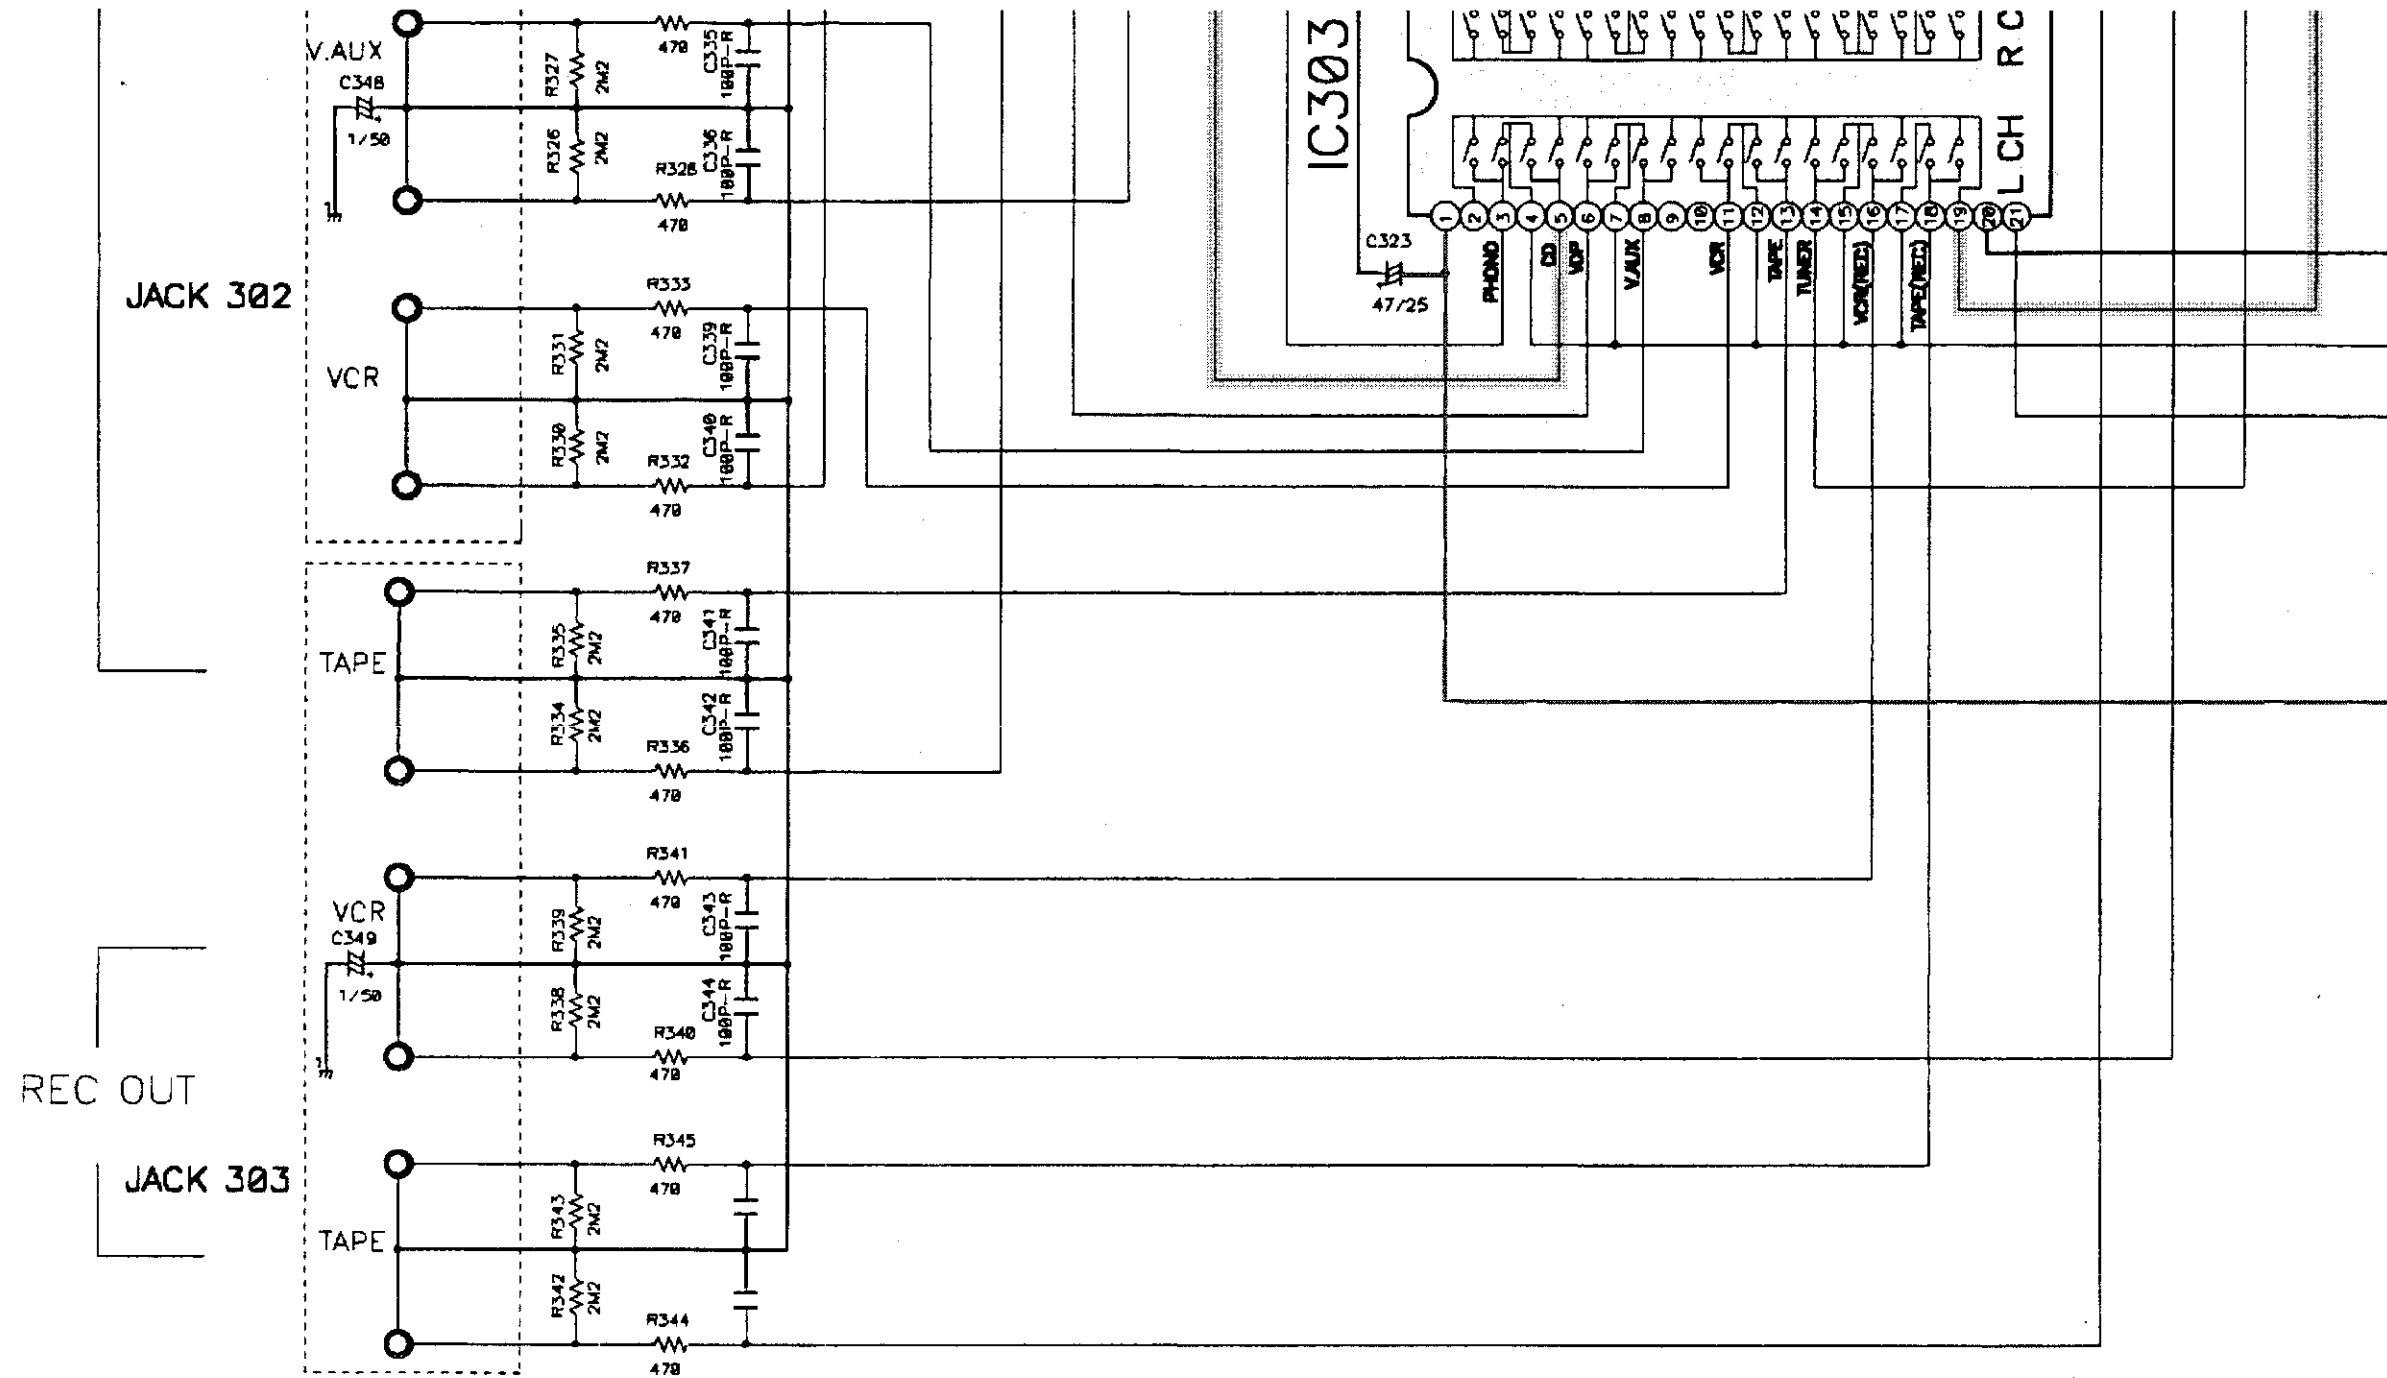 V.AUX
C348
1/50
R327
2M2
R326
2M2
470
R328
470
C335
100P-R
C336
100P-R
IC303
R C
L CH
1
2
3
4
5
6
7
8
9
10
11
12
13
14
15
16
17
18
19
20
21
C323
47/25
PHONO
CD
VDP
V.AUX
VCR
TAPE
TUNER
VCR(REC)
TAPE(REC)
JACK 302
VCR
R333
470
R331
2M2
R330
2M2
R332
470
C339
100P-R
C340
100P-R
TAPE
R337
470
R335
2M2
R334
2M2
R336
470
C341
100P-R
C342
100P-R
VCR
C349
1/50
R341
470
R339
2M2
R338
2M2
R340
470
C343
100P-R
C344
100P-R
REC OUT
JACK 303
TAPE
R345
470
R343
2M2
R342
2M2
R344
470